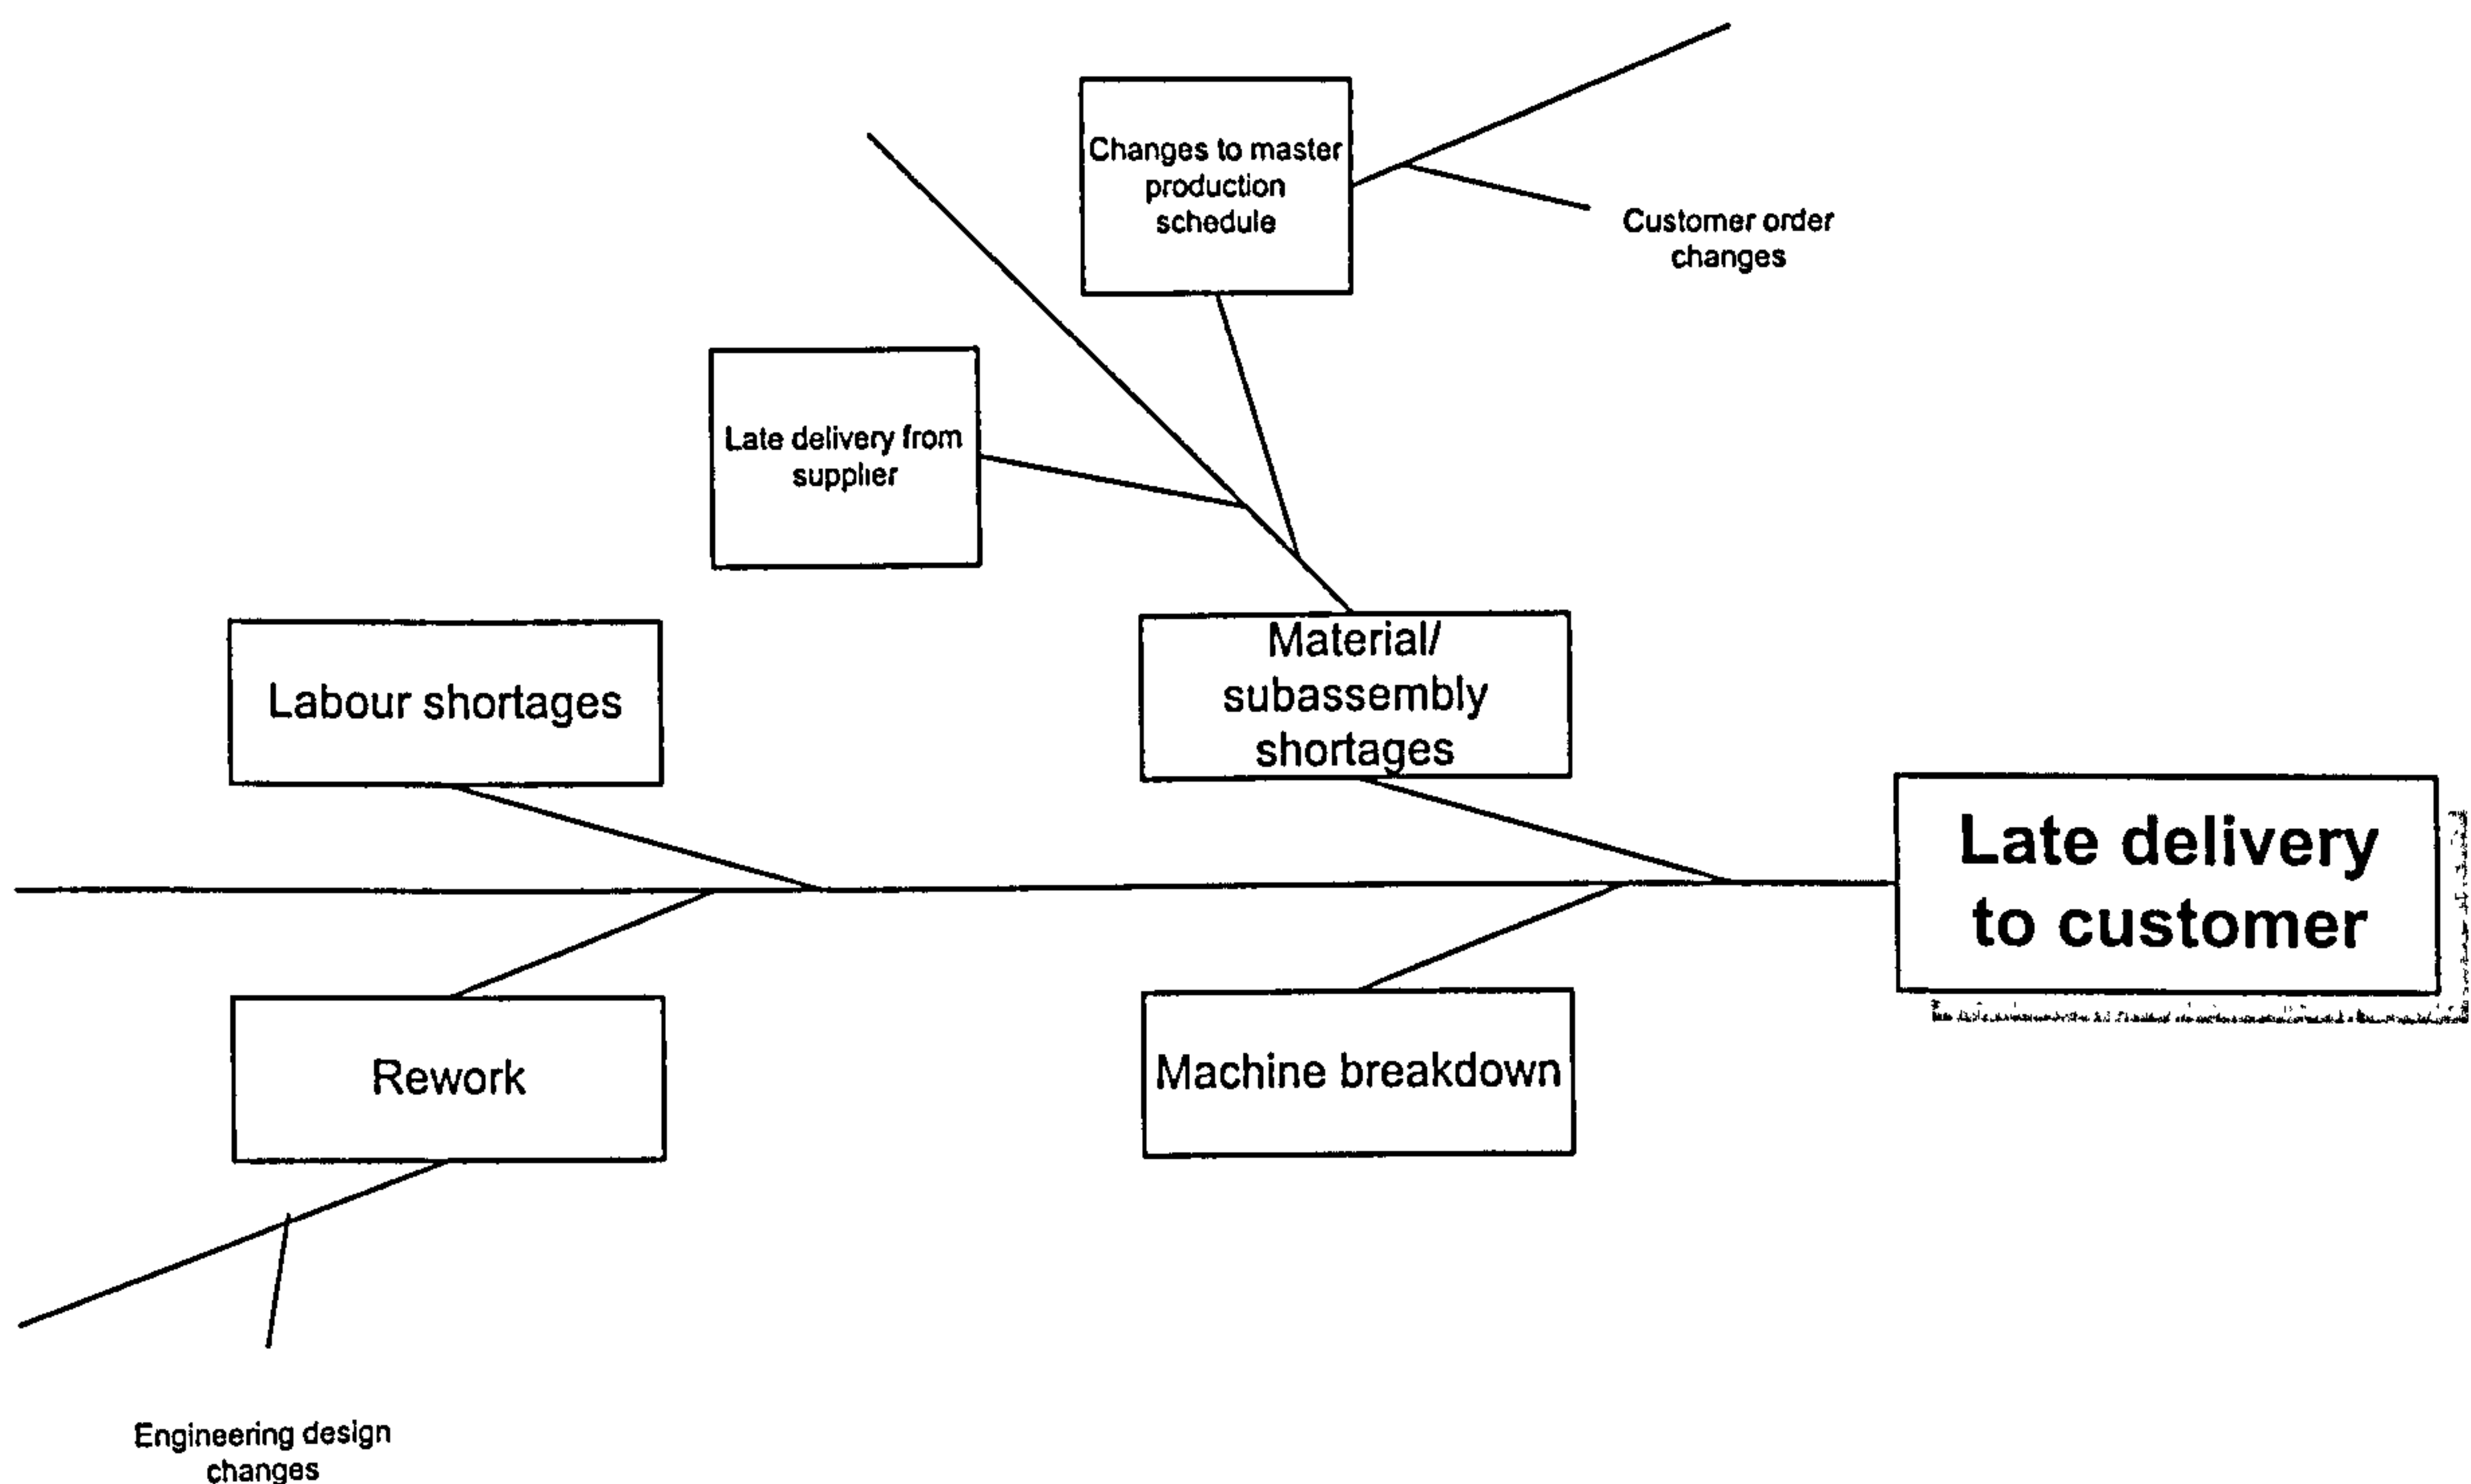 Changes to master
production
schedule
Customer order
changes
Late delivery from
supplier
Labour shortages
Material/
subassembly
shortages
Late delivery
to customer
Rework
Machine breakdown
Engineering design
changes